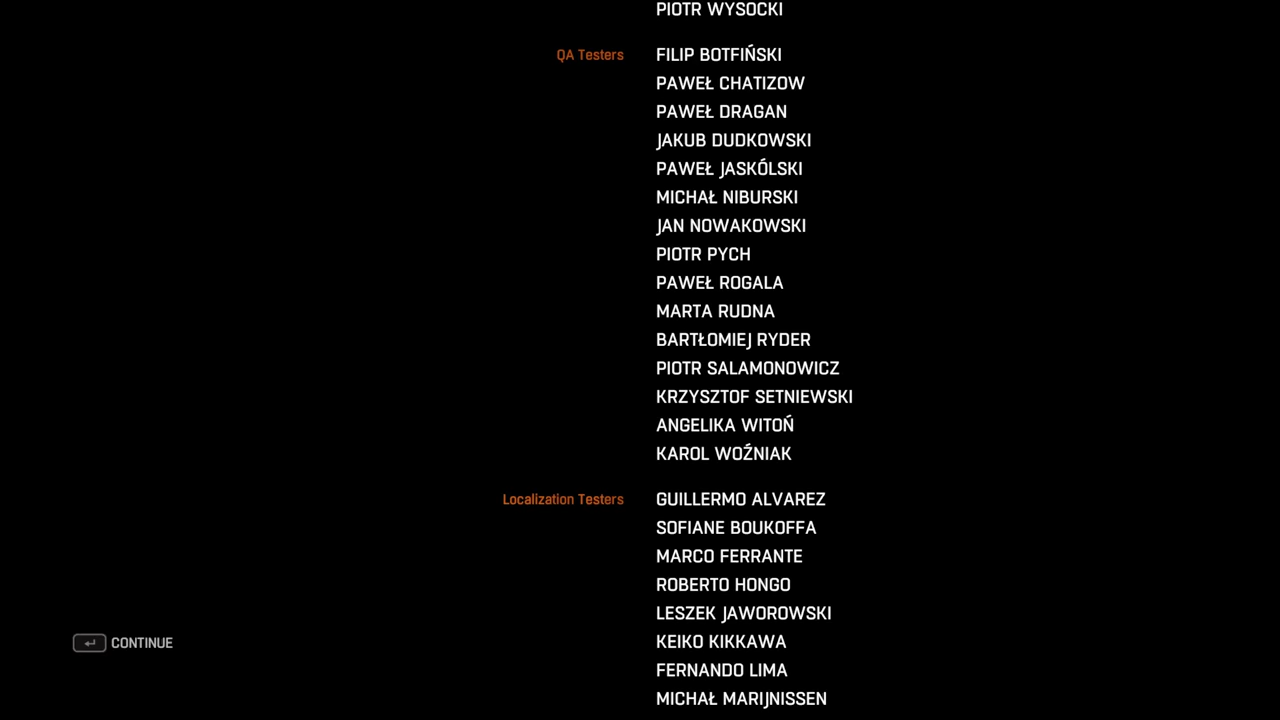 PIOTR WYSOCKI
QA Testers FILIP BOTFIŃSKI
PAWEŁ CHATIZOW
PAWEŁ DRAGAN
JAKUB DUDKOWSKI
PAWEŁ JASKÓLSKI
MICHAŁ NIBURSKI
JAN NOWAKOWSKI
PIOTR PYCH
PAWEŁ ROGALA
MARTA RUDNA
BARTŁOMIEJ RYDER
PIOTR SALAMONOWICZ
KRZYSZTOF SETNIEWSKI
ANGELIKA WITOŃ
KAROL WOŹNIAK
Localization Testers GUILLERMO ALVAREZ
SOFIANE BOUKOFFA
MARCO FERRANTE
ROBERTO HONGO
LESZEK JAWOROWSKI
KEIKO KIKKAWA
FERNANDO LIMA
MICHAŁ MARIJNISSEN
CONTINUE